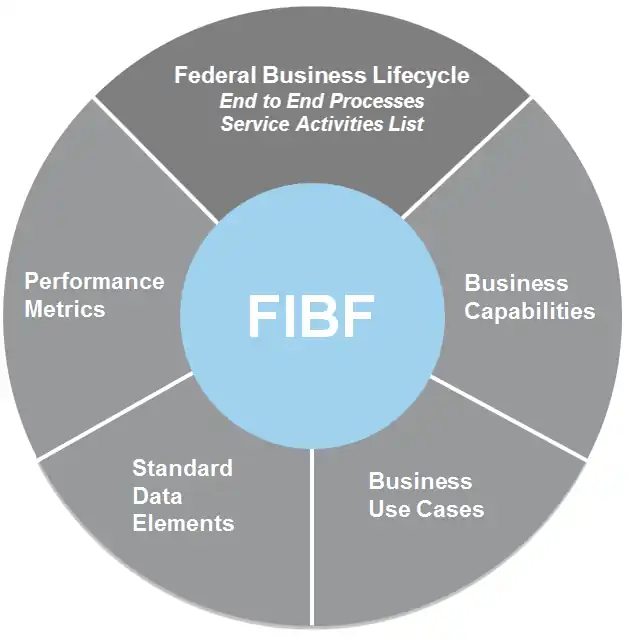 Federal Business Lifecycle
End to End Processes
Service Activities List
Performance
Metrics
FIBF
Business
Capabilities
Standard
Data
Elements
Business
Use Cases